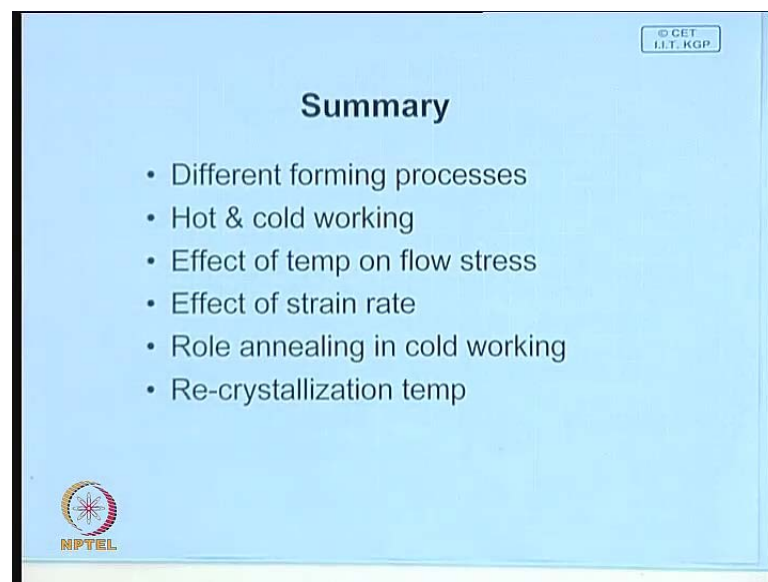 © CET
I.I.T. KGP
Summary
• Different forming processes
• Hot & cold working
• Effect of temp on flow stress
• Effect of strain rate
• Role annealing in cold working
• Re-crystallization temp
NPTEL